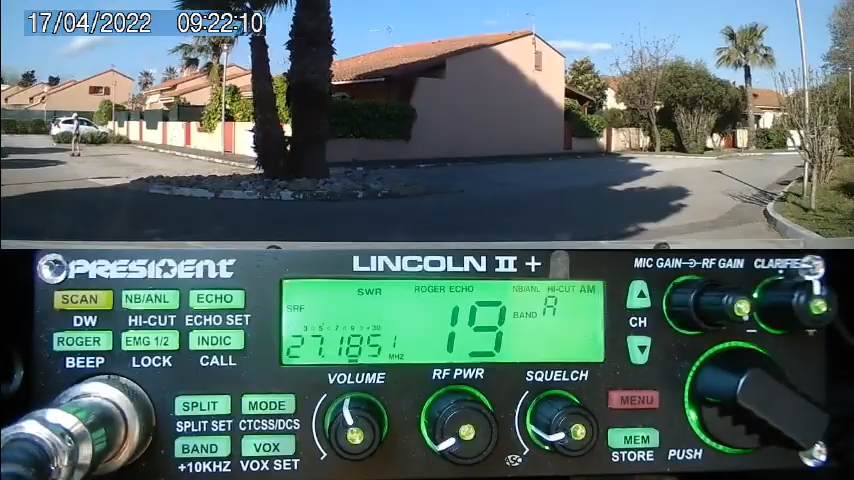 17/04/2022 09:22:10
PRESIDENT LINCOLN II +
MIC GAIN RF GAIN CLARIFIER
SCAN NB/ANL ECHO
DW HI-CUT ECHO SET
ROGER EMG 1/2 INDIC
BEEP LOCK CALL
SWR ROGER ECHO NB/ANL HI-CUT AM
SRF BAND A
3 5 7 9 +30
27.1851 MHZ 19
CH
VOLUME RF PWR SQUELCH
SPLIT MODE
SPLIT SET CTCSS/DCS
BAND VOX
+10KHZ VOX SET
ASC
MENU
MEM
STORE PUSH